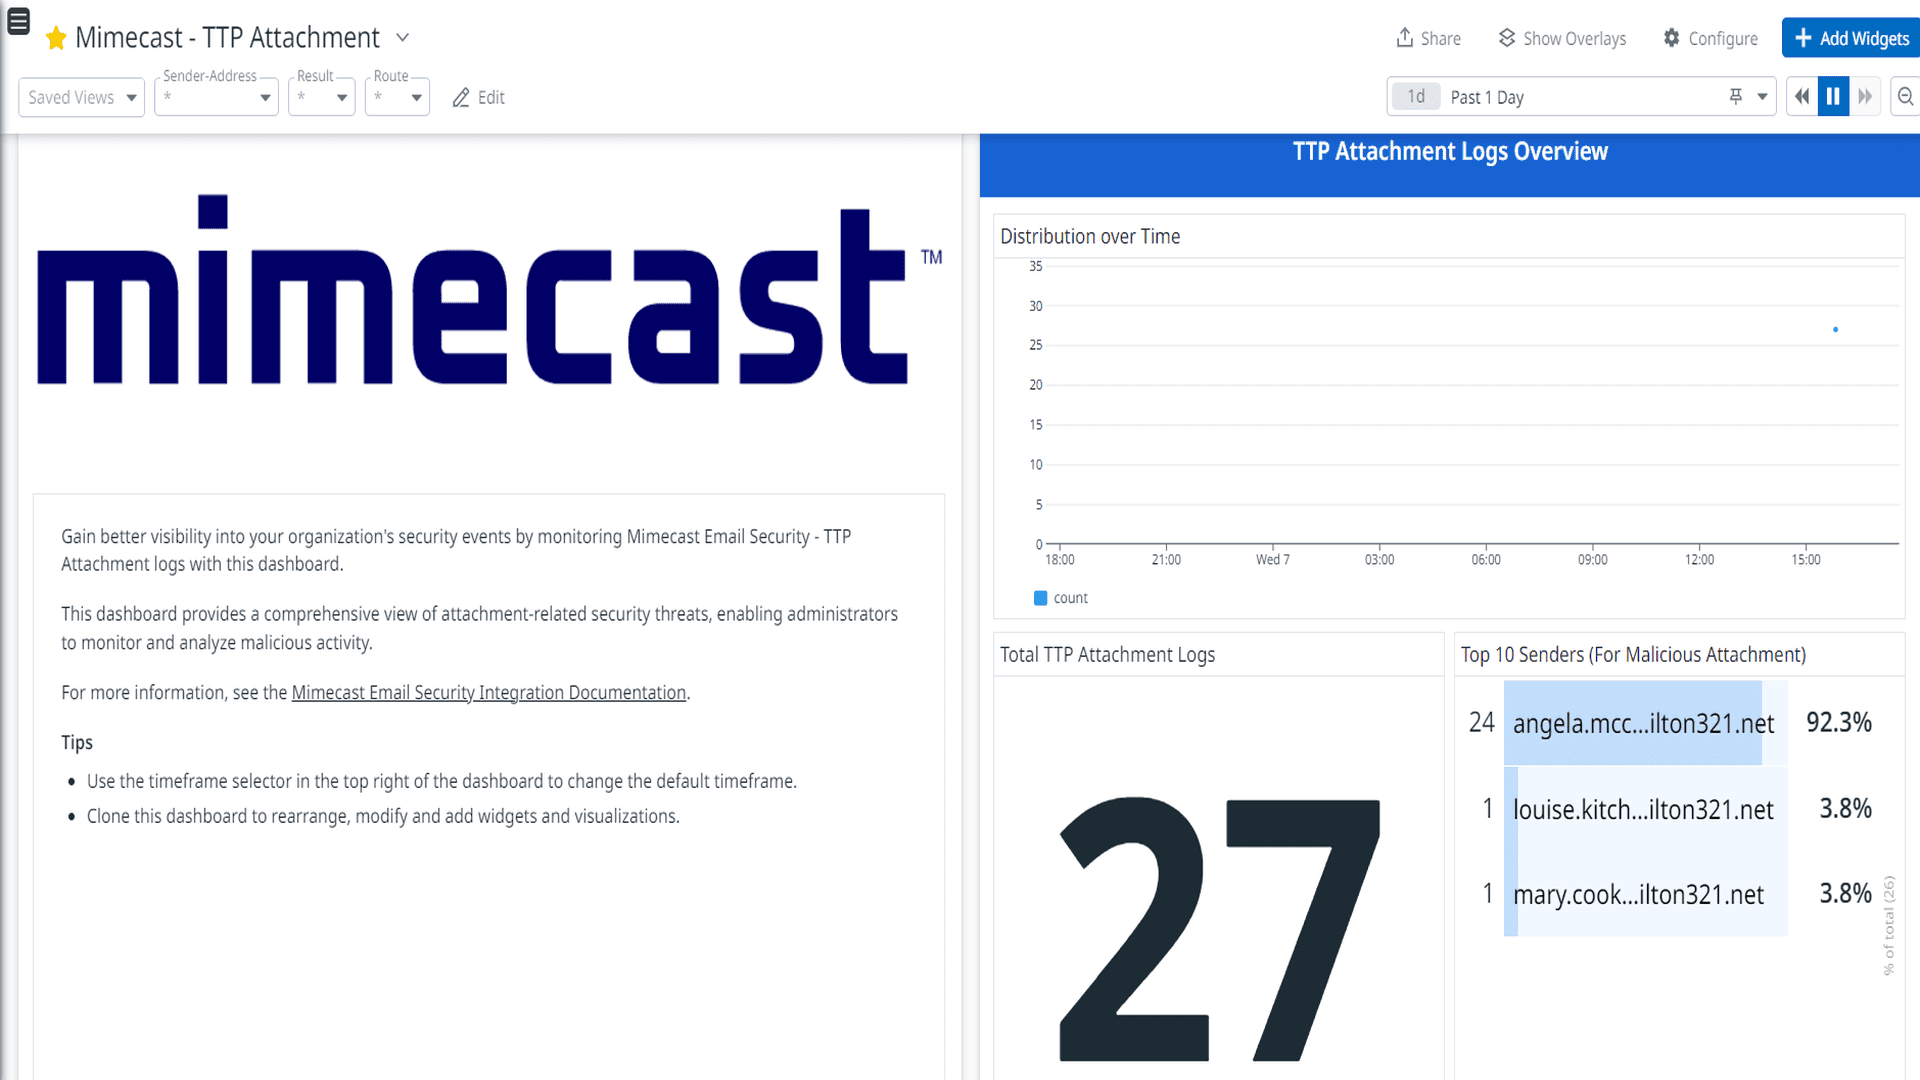 Mimecast - TTP Attachment
Share
Show Overlays
Configure
Add Widgets
Saved Views
Sender-Address
*
Result
*
Route
*
Edit
1d Past 1 Day
mimecast TM
Gain better visibility into your organization's security events by monitoring Mimecast Email Security - TTP
Attachment logs with this dashboard.
This dashboard provides a comprehensive view of attachment-related security threats, enabling administrators
to monitor and analyze malicious activity.
For more information, see the Mimecast Email Security Integration Documentation.
Tips
Use the timeframe selector in the top right of the dashboard to change the default timeframe.
Clone this dashboard to rearrange, modify and add widgets and visualizations.
TTP Attachment Logs Overview
Distribution over Time
35
30
25
20
15
10
5
0
18:00 21:00 Wed 7 03:00 06:00 09:00 12:00 15:00
count
Total TTP Attachment Logs
27
Top 10 Senders (For Malicious Attachment)
24 angela.mcc...ilton321.net 92.3%
1 louise.kitch...ilton321.net 3.8%
1 mary.cook...ilton321.net 3.8%
% of total (26)